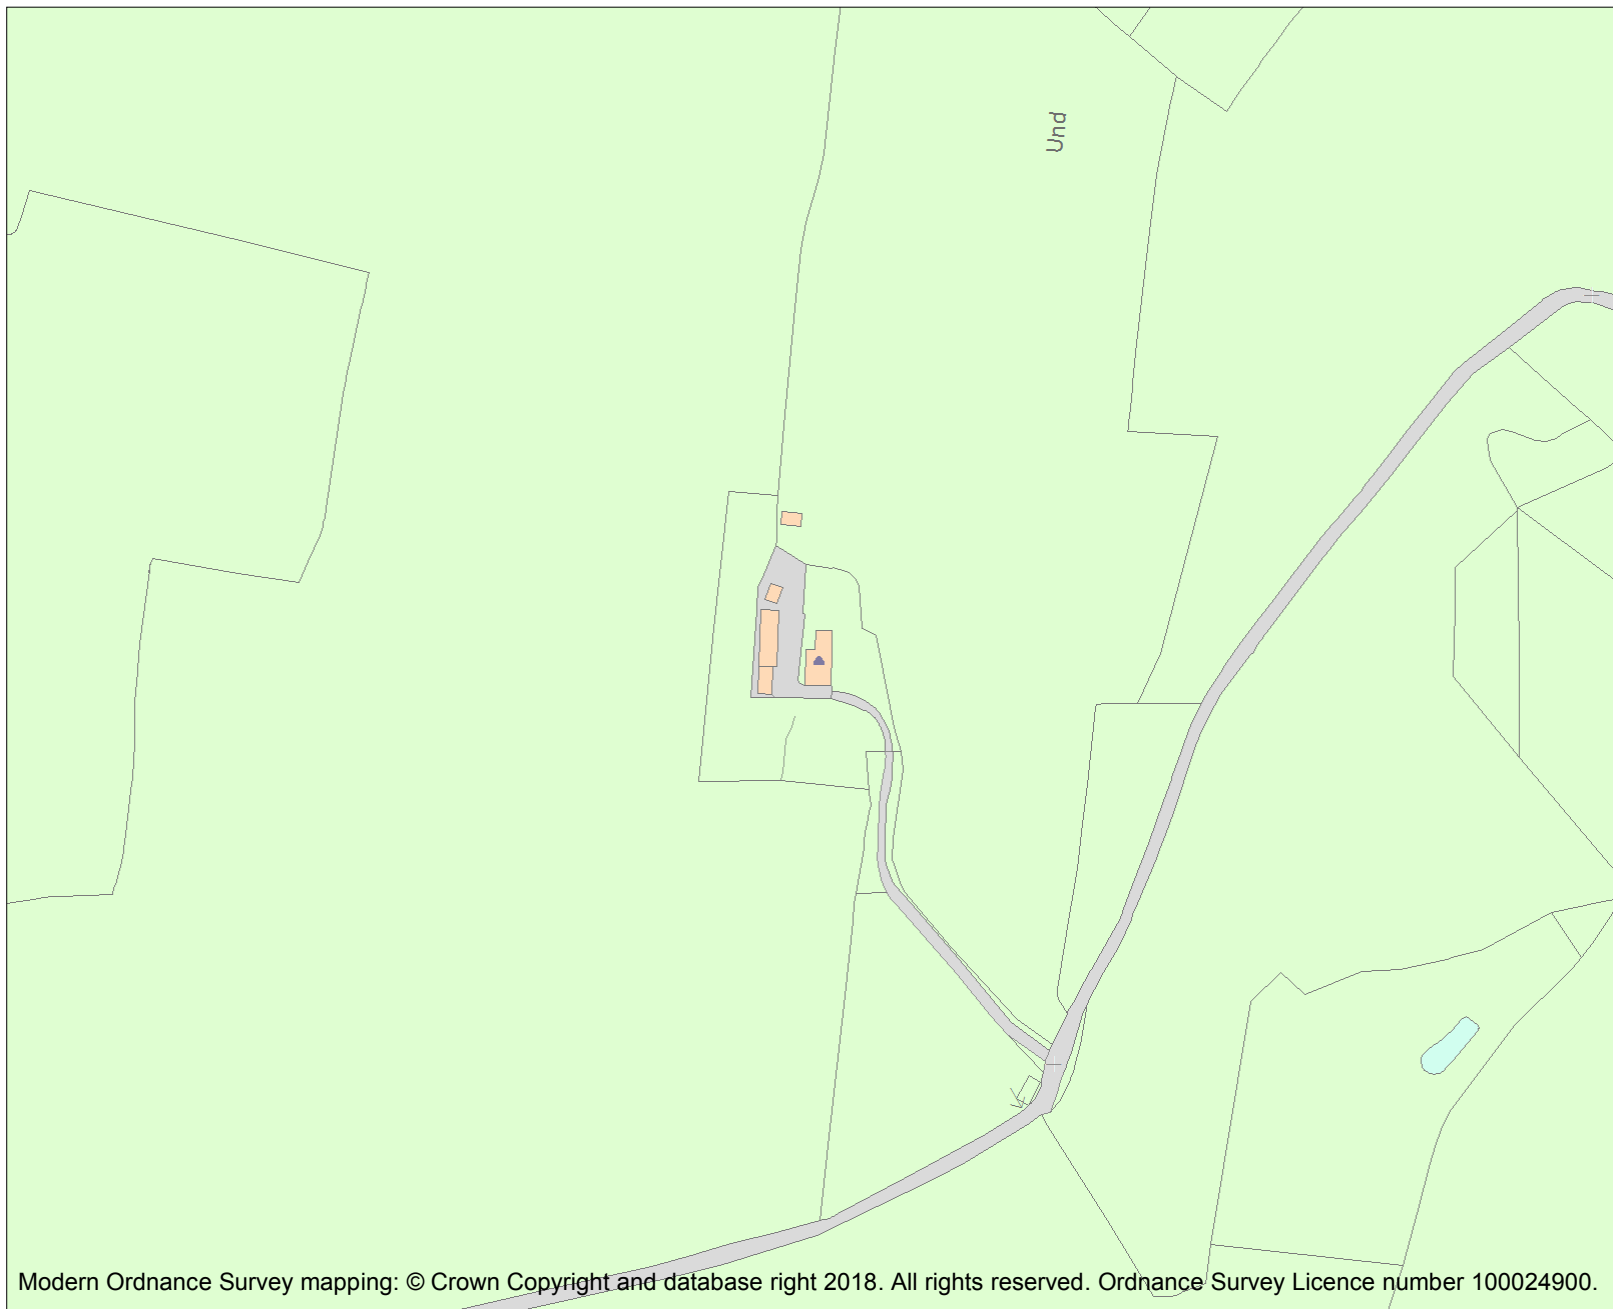 Und
Modern Ordnance Survey mapping: © Crown Copyright and database right 2018. All rights reserved. Ordnance Survey Licence number 100024900.